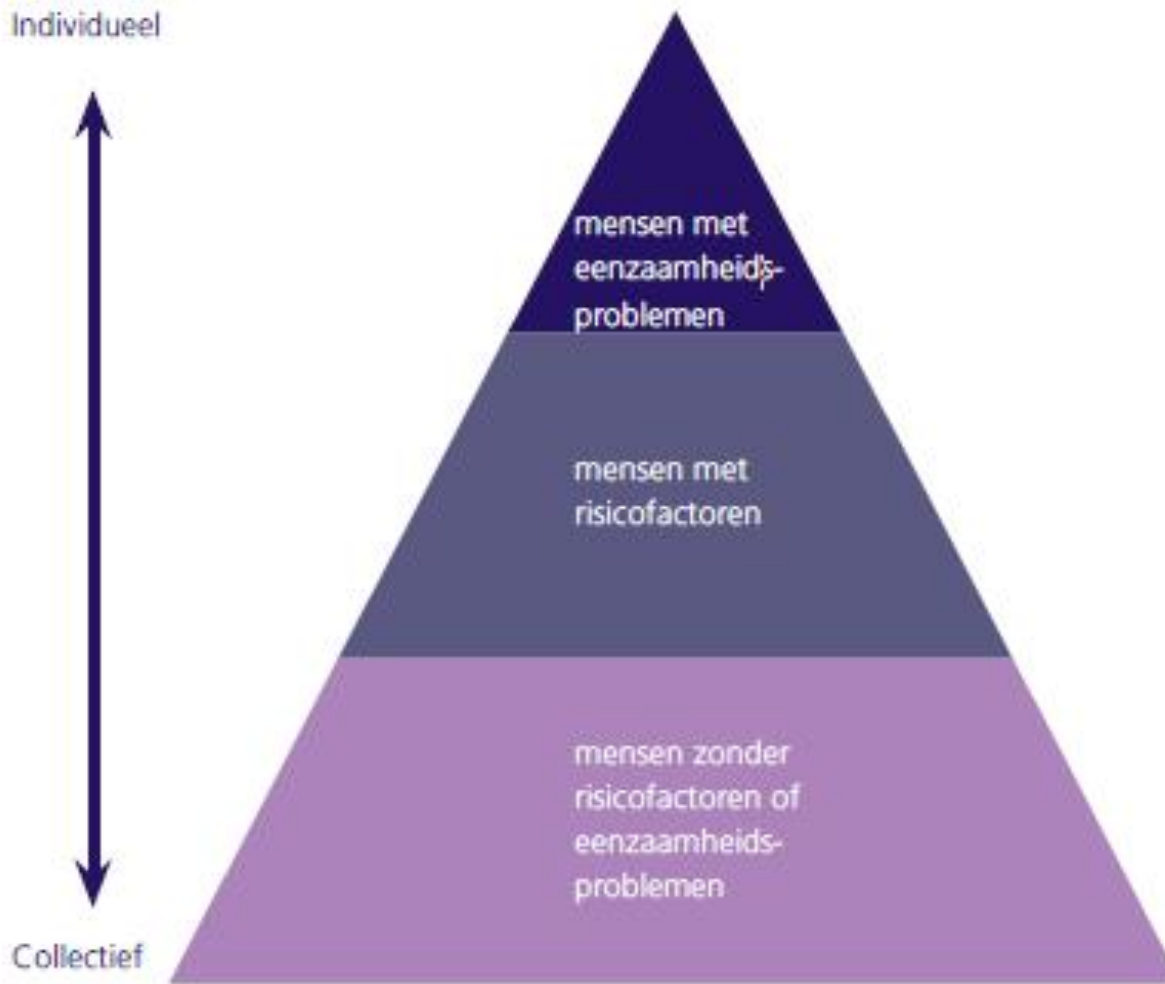 Individueel
mensen met
eenzaamheids-
problemen
mensen met
risicofactoren
mensen zonder
risicofactoren of
eenzaamheids-
problemen
Collectief